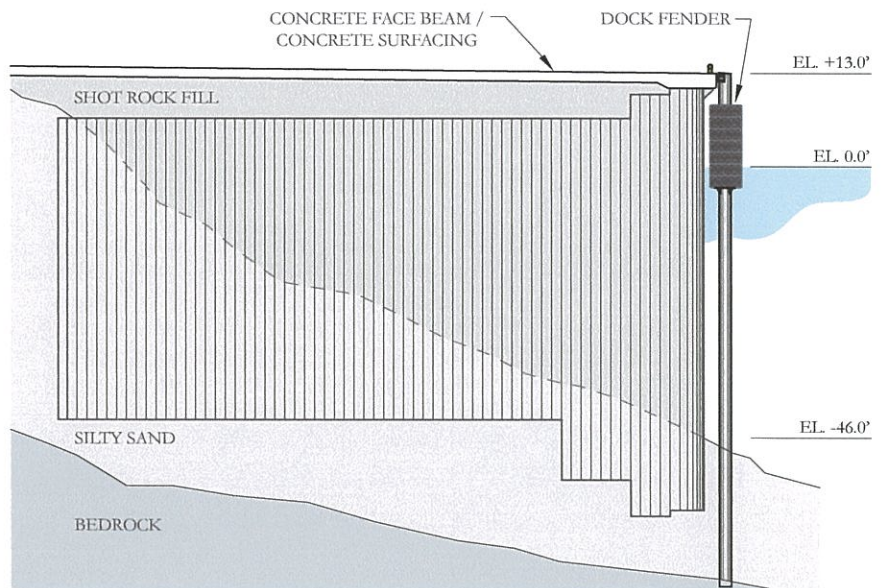 CONCRETE FACE BEAM /
CONCRETE SURFACING
DOCK FENDER
EL. +13.0'
SHOT ROCK FILL
EL. 0.0'
EL. -46.0'
SILTY SAND
BEDROCK